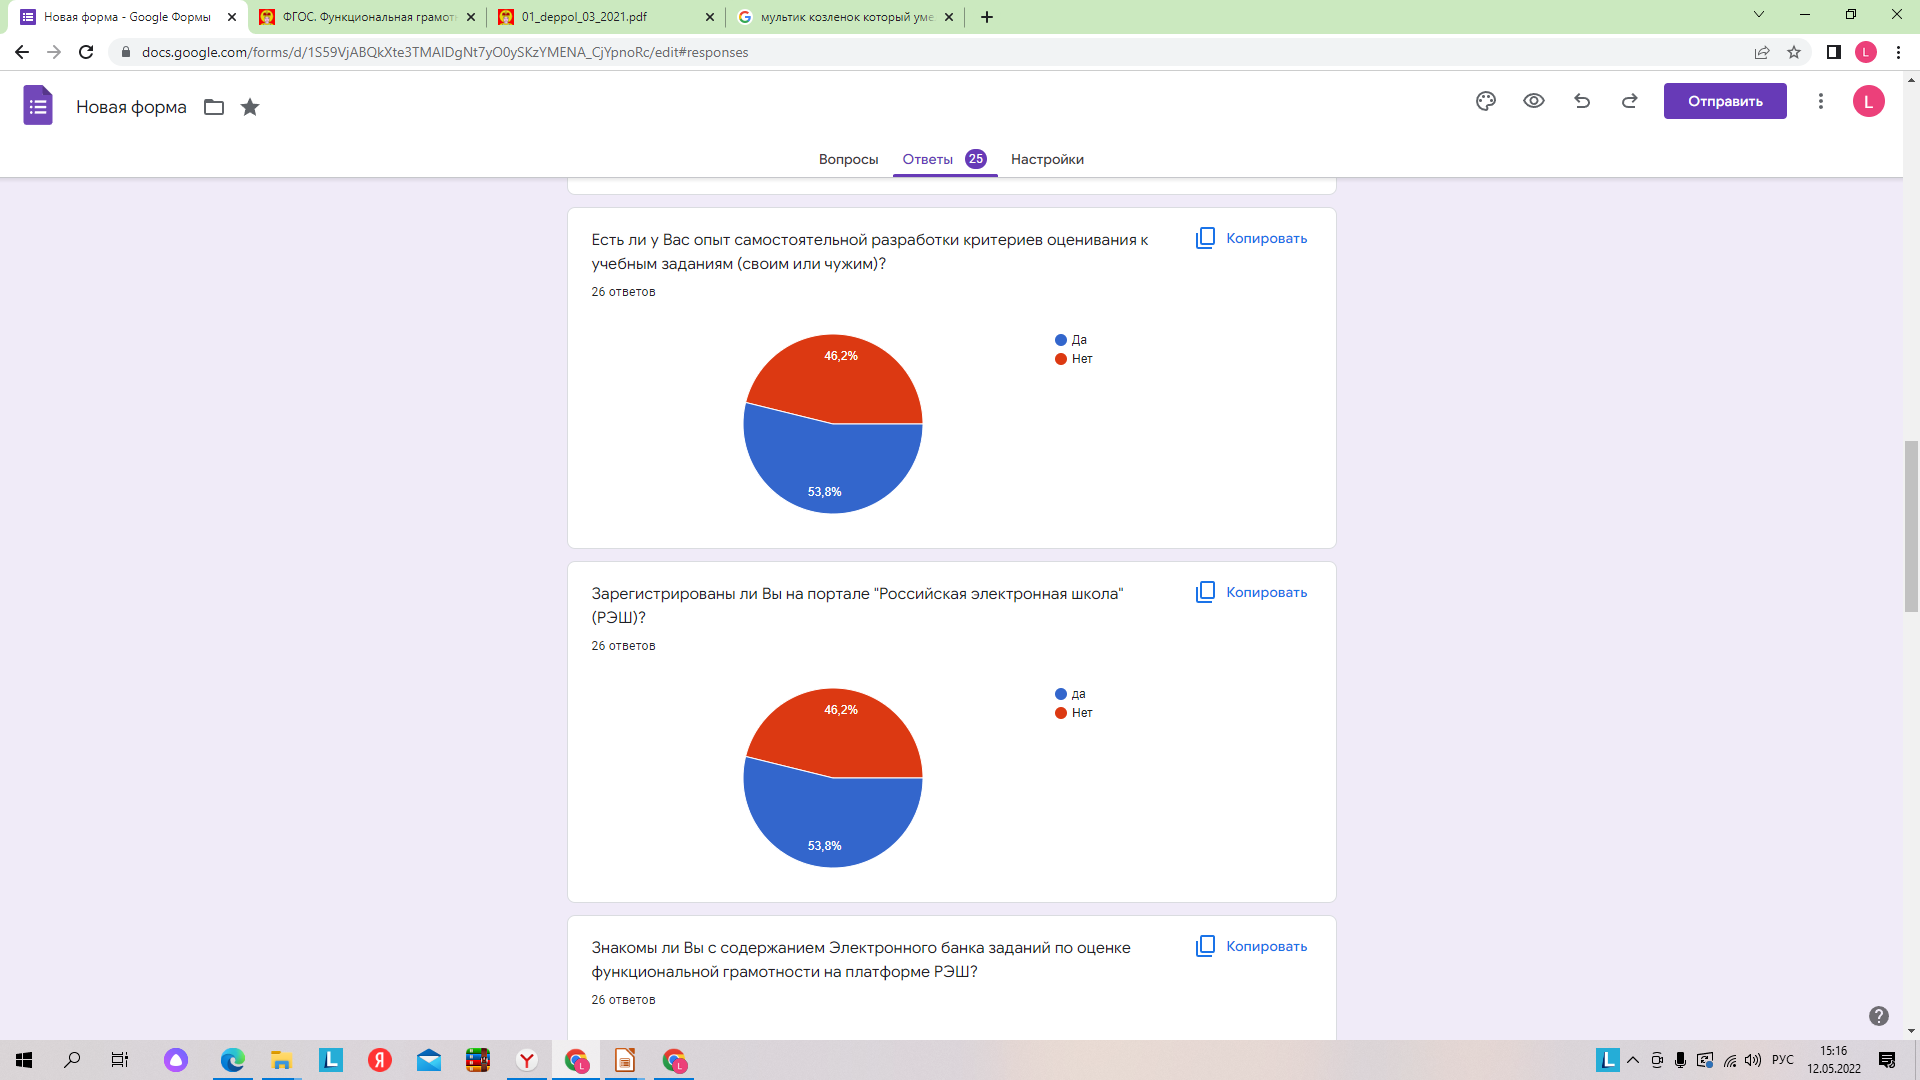 Новая форма - Google Формы
ФГОС. Функциональная грамотн
01_deppol_03_2021.pdf
мультик козленок который уме
docs.google.com/forms/d/1S59VjABQkXte3TMAlDgNt7yO0ySKzYMENA_CjYpnoRc/edit#responses
L
Новая форма
Отправить
L
Вопросы
Ответы 25
Настройки
Есть ли у Вас опыт самостоятельной разработки критериев оценивания к
учебным заданиям (своим или чужим)?
Копировать
26 ответов
46,2%
53,8%
Да
Нет
Зарегистрированы ли Вы на портале "Российская электронная школа"
(РЭШ)?
Копировать
26 ответов
46,2%
53,8%
да
Нет
Знакомы ли Вы с содержанием Электронного банка заданий по оценке
функциональной грамотности на платформе РЭШ?
Копировать
26 ответов
РУС
15:16
12.05.2022